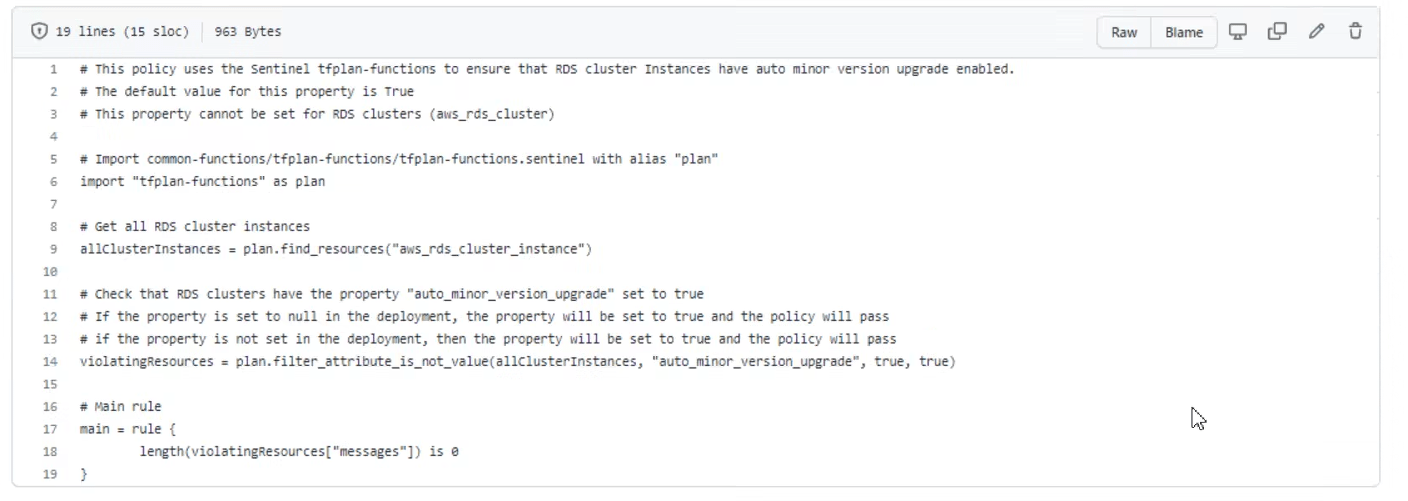 19 lines (15 sloc) 963 Bytes Raw Blame
1 # This policy uses the Sentinel tfplan-functions to ensure that RDS cluster Instances have auto minor version upgrade enabled.
2 # The default value for this property is True
3 # This property cannot be set for RDS clusters (aws_rds_cluster)
4
5 # Import common-functions/tfplan-functions/tfplan-functions.sentinel with alias "plan"
6 import "tfplan-functions" as plan
7
8 # Get all RDS cluster instances
9 allClusterInstances = plan.find_resources("aws_rds_cluster_instance")
10
11 # Check that RDS clusters have the property "auto_minor_version_upgrade" set to true
12 # If the property is set to null in the deployment, the property will be set to true and the policy will pass
13 # if the property is not set in the deployment, then the property will be set to true and the policy will pass
14 violatingResources = plan.filter_attribute_is_not_value(allClusterInstances, "auto_minor_version_upgrade", true, true)
15
16 # Main rule
17 main = rule {
18 length(violatingResources["messages"]) is 0
19 }